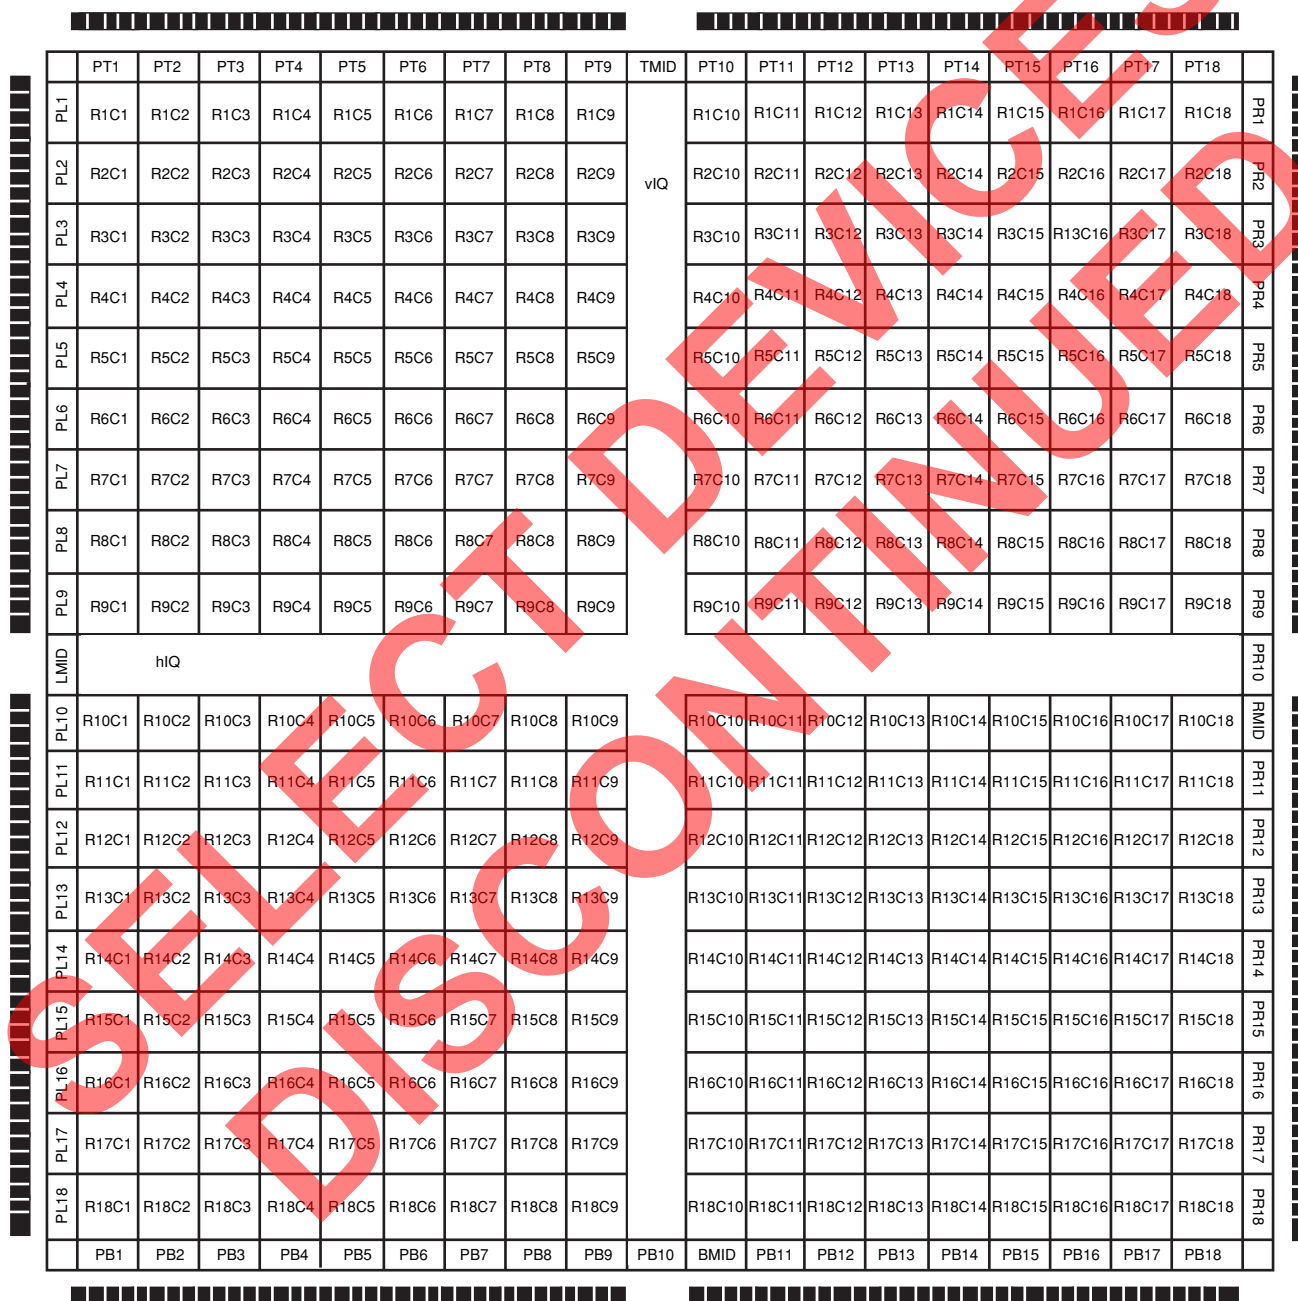 PT1 PT2 PT3 PT4 PT5 PT6 PT7 PT8 PT9 TMID PT10 PT11 PT12 PT13 PT14 PT15 PT16 PT17 PT18
PL1 R1C1 R1C2 R1C3 R1C4 R1C5 R1C6 R1C7 R1C8 R1C9 R1C10 R1C11 R1C12 R1C13 R1C14 R1C15 R1C16 R1C17 R1C18 PR1
PL2 R2C1 R2C2 R2C3 R2C4 R2C5 R2C6 R2C7 R2C8 R2C9 vIQ R2C10 R2C11 R2C12 R2C13 R2C14 R2C15 R2C16 R2C17 R2C18 PR2
PL3 R3C1 R3C2 R3C3 R3C4 R3C5 R3C6 R3C7 R3C8 R3C9 R3C10 R3C11 R3C12 R3C13 R3C14 R3C15 R13C16 R3C17 R3C18 PR3
PL4 R4C1 R4C2 R4C3 R4C4 R4C5 R4C6 R4C7 R4C8 R4C9 R4C10 R4C11 R4C12 R4C13 R4C14 R4C15 R4C16 R4C17 R4C18 PR4
PL5 R5C1 R5C2 R5C3 R5C4 R5C5 R5C6 R5C7 R5C8 R5C9 R5C10 R5C11 R5C12 R5C13 R5C14 R5C15 R5C16 R5C17 R5C18 PR5
PL6 R6C1 R6C2 R6C3 R6C4 R6C5 R6C6 R6C7 R6C8 R6C9 R6C10 R6C11 R6C12 R6C13 R6C14 R6C15 R6C16 R6C17 R6C18 PR6
PL7 R7C1 R7C2 R7C3 R7C4 R7C5 R7C6 R7C7 R7C8 R7C9 R7C10 R7C11 R7C12 R7C13 R7C14 R7C15 R7C16 R7C17 R7C18 PR7
PL8 R8C1 R8C2 R8C3 R8C4 R8C5 R8C6 R8C7 R8C8 R8C9 R8C10 R8C11 R8C12 R8C13 R8C14 R8C15 R8C16 R8C17 R8C18 PR8
PL9 R9C1 R9C2 R9C3 R9C4 R9C5 R9C6 R9C7 R9C8 R9C9 R9C10 R9C11 R9C12 R9C13 R9C14 R9C15 R9C16 R9C17 R9C18 PR9
LMID hIQ PR10
PL10 R10C1 R10C2 R10C3 R10C4 R10C5 R10C6 R10C7 R10C8 R10C9 R10C10 R10C11 R10C12 R10C13 R10C14 R10C15 R10C16 R10C17 R10C18 RMID
PL11 R11C1 R11C2 R11C3 R11C4 R11C5 R11C6 R11C7 R11C8 R11C9 R11C10 R11C11 R11C12 R11C13 R11C14 R11C15 R11C16 R11C17 R11C18 PR11
PL12 R12C1 R12C2 R12C3 R12C4 R12C5 R12C6 R12C7 R12C8 R12C9 R12C10 R12C11 R12C12 R12C13 R12C14 R12C15 R12C16 R12C17 R12C18 PR12
PL13 R13C1 R13C2 R13C3 R13C4 R13C5 R13C6 R13C7 R13C8 R13C9 R13C10 R13C11 R13C12 R13C13 R13C14 R13C15 R13C16 R13C17 R13C18 PR13
PL14 R14C1 R14C2 R14C3 R14C4 R14C5 R14C6 R14C7 R14C8 R14C9 R14C10 R14C11 R14C12 R14C13 R14C14 R14C15 R14C16 R14C17 R14C18 PR14
PL15 R15C1 R15C2 R15C3 R15C4 R15C5 R15C6 R15C7 R15C8 R15C9 R15C10 R15C11 R15C12 R15C13 R15C14 R15C15 R15C16 R15C17 R15C18 PR15
PL16 R16C1 R16C2 R16C3 R16C4 R16C5 R16C6 R16C7 R16C8 R16C9 R16C10 R16C11 R16C12 R16C13 R16C14 R16C15 R16C16 R16C17 R16C18 PR16
PL17 R17C1 R17C2 R17C3 R17C4 R17C5 R17C6 R17C7 R17C8 R17C9 R17C10 R17C11 R17C12 R17C13 R17C14 R17C15 R17C16 R17C17 R17C18 PR17
PL18 R18C1 R18C2 R18C3 R18C4 R18C5 R18C6 R18C7 R18C8 R18C9 R18C10 R18C11 R18C12 R18C13 R18C14 R18C15 R18C16 R18C17 R18C18 PR18
PB1 PB2 PB3 PB4 PB5 PB6 PB7 PB8 PB9 PB10 BMID PB11 PB12 PB13 PB14 PB15 PB16 PB17 PB18
SELECT DEVICES
DISCONTINUED